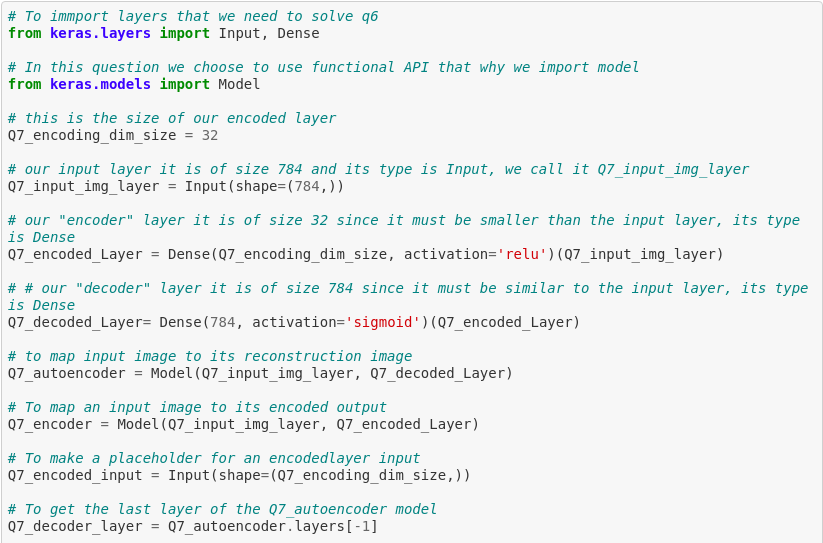 # To immport layers that we need to solve q6
from keras.layers import Input, Dense
# In this question we choose to use functional API that why we import model
from keras.models import Model
# this is the size of our encoded layer
Q7_encoding_dim_size = 32
# our input layer it is of size 784 and its type is Input, we call it Q7_input_img_layer
Q7_input_img_layer = Input(shape=(784,))
# our "encoder" layer it is of size 32 since it must be smaller than the input layer, its type
is Dense
Q7_encoded_Layer = Dense(Q7_encoding_dim_size, activation='relu')(Q7_input_img_layer)
# # our "decoder" layer it is of size 784 since it must be similar to the input layer, its type
is Dense
Q7_decoded_Layer= Dense(784, activation='sigmoid')(Q7_encoded_Layer)
# to map input image to its reconstruction image
Q7_autoencoder = Model(Q7_input_img_layer, Q7_decoded_Layer)
# To map an input image to its encoded output
Q7_encoder = Model(Q7_input_img_layer, Q7_encoded_Layer)
# To make a placeholder for an encodedlayer input
Q7_encoded_input = Input(shape=(Q7_encoding_dim_size,))
# To get the last layer of the Q7_autoencoder model
Q7_decoder_layer = Q7_autoencoder.layers[-1]